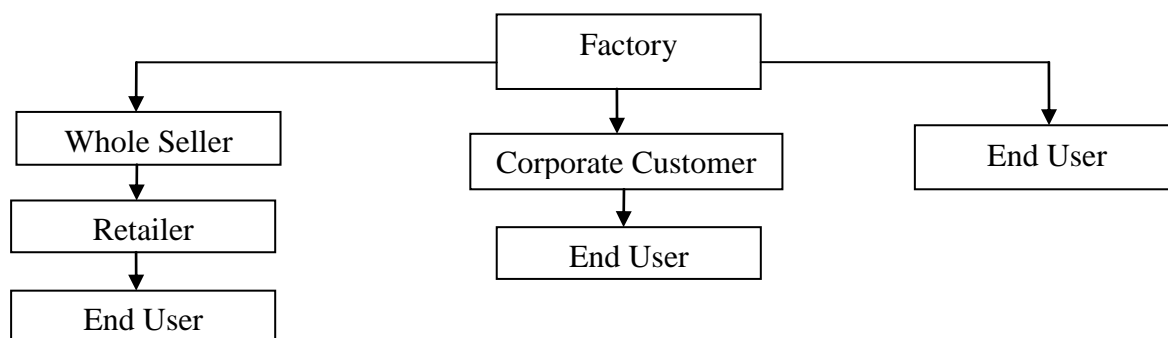 Factory
Whole Seller
Corporate Customer
End User
Retailer
End User
End User